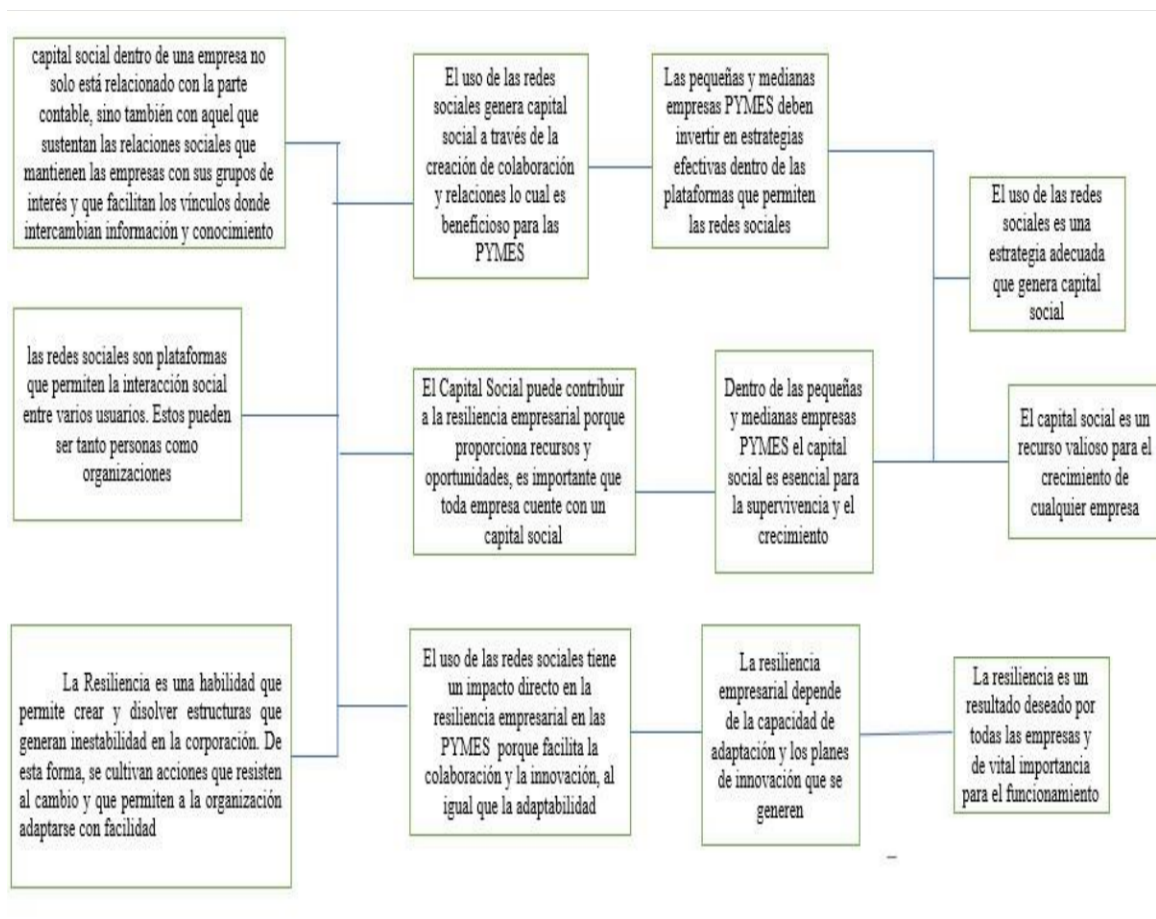 capital social dentro de una empresa no
solo está relacionado con la parte
contable, sino también con aquel que
sustentan las relaciones sociales que
mantienen las empresas con sus grupos de
interés y que facilitan los vínculos donde
intercambian información y conocimiento
El uso de las redes
sociales genera capital
social a través de la
creación de colaboración
y relaciones lo cual es
beneficioso para las
PYMES
Las pequeñas y medianas
empresas PYMES deben
invertir en estrategias
efectivas dentro de las
plataformas que permiten
las redes sociales
El uso de las redes
sociales es una
estrategia adecuada
que genera capital
social
las redes sociales son plataformas
que permiten la interacción social
entre varios usuarios. Estos pueden
ser tanto personas como
organizaciones
El Capital Social puede contribuir
a la resiliencia empresarial porque
proporciona recursos y
oportunidades, es importante que
toda empresa cuente con un
capital social
Dentro de las pequeñas
y medianas empresas
PYMES el capital
social es esencial para
la supervivencia y el
crecimiento
El capital social es un
recurso valioso para el
crecimiento de
cualquier empresa
La Resiliencia es una habilidad que
permite crear y disolver estructuras que
generan inestabilidad en la corporación. De
esta forma, se cultivan acciones que resisten
al cambio y que permiten a la organización
adaptarse con facilidad
El uso de las redes sociales tiene
un impacto directo en la
resiliencia empresarial en las
PYMES porque facilita la
colaboración y la innovación, al
igual que la adaptabilidad
La resiliencia
empresarial depende
de la capacidad de
adaptación y los planes
de innovación que se
generen
La resiliencia es un
resultado deseado por
todas las empresas y
de vital importancia
para el funcionamiento